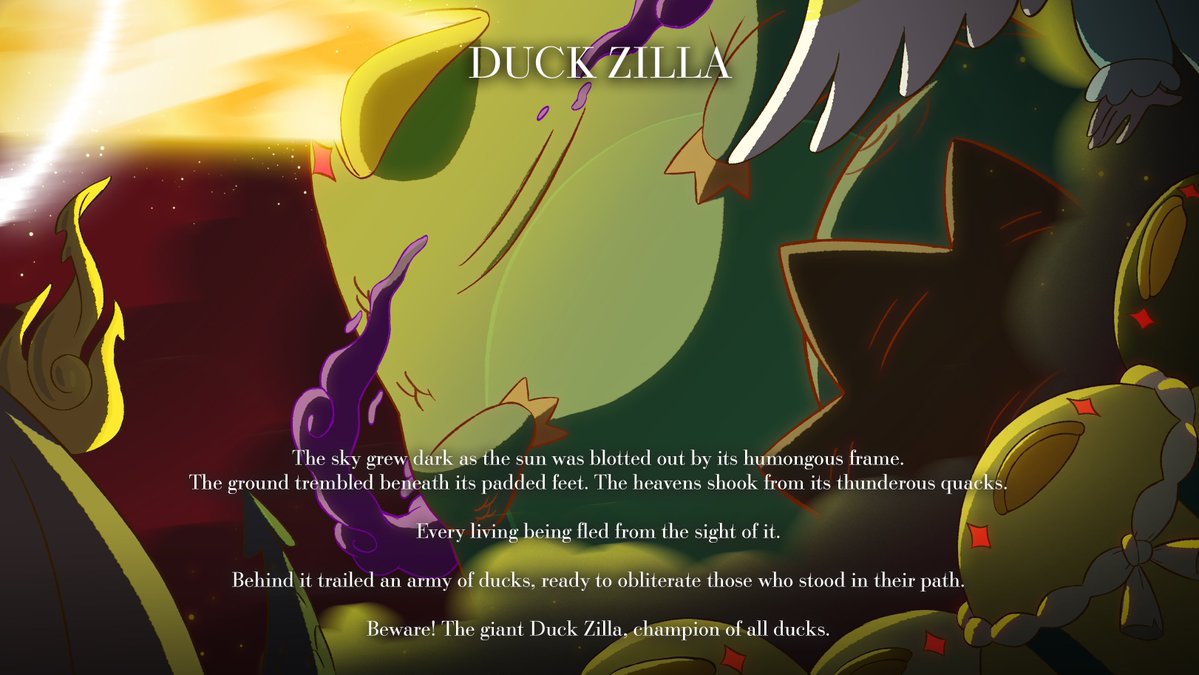 DUCK ZILLA
The sky grew dark as the sun was blotted out by its humongous frame.
The ground trembled beneath its padded feet. The heavens shook from its thunderous quacks.
Every living being fled from the sight of it.
Behind it trailed an army of ducks, ready to obliterate those who stood in their path.
Beware! The giant Duck Zilla, champion of all ducks.